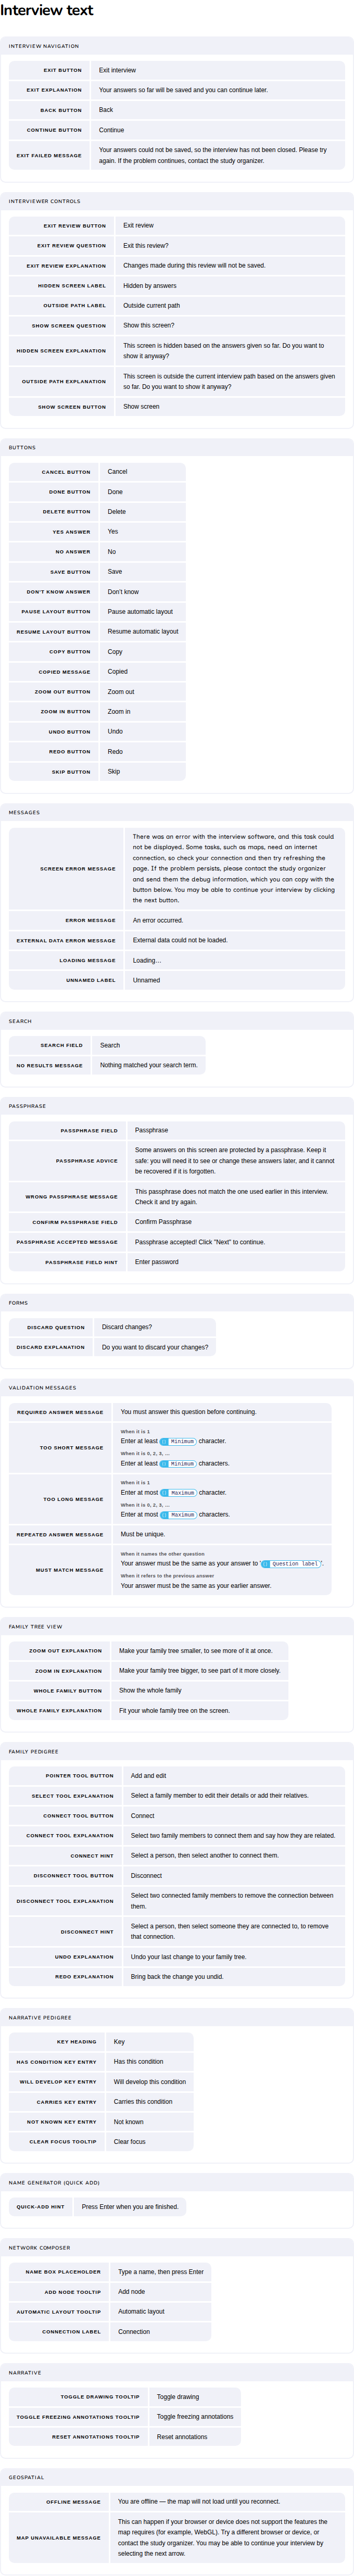 Interview text
INTERVIEW NAVIGATION
EXIT BUTTON Exit interview
EXIT EXPLANATION Your answers so far will be saved and you can continue later.
BACK BUTTON Back
CONTINUE BUTTON Continue
EXIT FAILED MESSAGE Your answers could not be saved, so the interview has not been closed. Please try
again. If the problem continues, contact the study organizer.
INTERVIEWER CONTROLS
EXIT REVIEW BUTTON Exit review
EXIT REVIEW QUESTION Exit this review?
EXIT REVIEW EXPLANATION Changes made during this review will not be saved.
HIDDEN SCREEN LABEL Hidden by answers
OUTSIDE PATH LABEL Outside current path
SHOW SCREEN QUESTION Show this screen?
HIDDEN SCREEN EXPLANATION This screen is hidden based on the answers given so far. Do you want to
show it anyway?
OUTSIDE PATH EXPLANATION This screen is outside the current interview path based on the answers given
so far. Do you want to show it anyway?
SHOW SCREEN BUTTON Show screen
BUTTONS
CANCEL BUTTON Cancel
DONE BUTTON Done
DELETE BUTTON Delete
YES ANSWER Yes
NO ANSWER No
SAVE BUTTON Save
DON'T KNOW ANSWER Don't know
PAUSE LAYOUT BUTTON Pause automatic layout
RESUME LAYOUT BUTTON Resume automatic layout
COPY BUTTON Copy
COPIED MESSAGE Copied
ZOOM OUT BUTTON Zoom out
ZOOM IN BUTTON Zoom in
UNDO BUTTON Undo
REDO BUTTON Redo
SKIP BUTTON Skip
MESSAGES
SCREEN ERROR MESSAGE There was an error with the interview software, and this task could
not be displayed. Some tasks, such as maps, need an internet
connection, so check your connection and then try refreshing the
page. If the problem persists, please contact the study organizer
and send them the debug information, which you can copy with the
button below. You may be able to continue your interview by clicking
the next button.
ERROR MESSAGE An error occurred.
EXTERNAL DATA ERROR MESSAGE External data could not be loaded.
LOADING MESSAGE Loading…
UNNAMED LABEL Unnamed
SEARCH
SEARCH FIELD Search
NO RESULTS MESSAGE Nothing matched your search term.
PASSPHRASE
PASSPHRASE FIELD Passphrase
PASSPHRASE ADVICE Some answers on this screen are protected by a passphrase. Keep it
safe: you will need it to see or change these answers later, and it cannot
be recovered if it is forgotten.
WRONG PASSPHRASE MESSAGE This passphrase does not match the one used earlier in this interview.
Check it and try again.
CONFIRM PASSPHRASE FIELD Confirm Passphrase
PASSPHRASE ACCEPTED MESSAGE Passphrase accepted! Click "Next" to continue.
PASSPHRASE FIELD HINT Enter password
FORMS
DISCARD QUESTION Discard changes?
DISCARD EXPLANATION Do you want to discard your changes?
VALIDATION MESSAGES
REQUIRED ANSWER MESSAGE You must answer this question before continuing.
TOO SHORT MESSAGE When it is 1
Enter at least Minimum character.
When it is 0, 2, 3, ...
Enter at least Minimum characters.
TOO LONG MESSAGE When it is 1
Enter at most Maximum character.
When it is 0, 2, 3, ...
Enter at most Maximum characters.
REPEATED ANSWER MESSAGE Must be unique.
MUST MATCH MESSAGE When it names the other question
Your answer must be the same as your answer to 'Question label'.
When it refers to the previous answer
Your answer must be the same as your earlier answer.
FAMILY TREE VIEW
ZOOM OUT EXPLANATION Make your family tree smaller, to see more of it at once.
ZOOM IN EXPLANATION Make your family tree bigger, to see part of it more closely.
WHOLE FAMILY BUTTON Show the whole family
WHOLE FAMILY EXPLANATION Fit your whole family tree on the screen.
FAMILY PEDIGREE
POINTER TOOL BUTTON Add and edit
SELECT TOOL EXPLANATION Select a family member to edit their details or add their relatives.
CONNECT TOOL BUTTON Connect
CONNECT TOOL EXPLANATION Select two family members to connect them and say how they are related.
CONNECT HINT Select a person, then select another to connect them.
DISCONNECT TOOL BUTTON Disconnect
DISCONNECT TOOL EXPLANATION Select two connected family members to remove the connection between
them.
DISCONNECT HINT Select a person, then select someone they are connected to, to remove
that connection.
UNDO EXPLANATION Undo your last change to your family tree.
REDO EXPLANATION Bring back the change you undid.
NARRATIVE PEDIGREE
KEY HEADING Key
HAS CONDITION KEY ENTRY Has this condition
WILL DEVELOP KEY ENTRY Will develop this condition
CARRIES KEY ENTRY Carries this condition
NOT KNOWN KEY ENTRY Not known
CLEAR FOCUS TOOLTIP Clear focus
NAME GENERATOR (QUICK ADD)
QUICK-ADD HINT Press Enter when you are finished.
NETWORK COMPOSER
NAME BOX PLACEHOLDER Type a name, then press Enter
ADD NODE TOOLTIP Add node
AUTOMATIC LAYOUT TOOLTIP Automatic layout
CONNECTION LABEL Connection
NARRATIVE
TOGGLE DRAWING TOOLTIP Toggle drawing
TOGGLE FREEZING ANNOTATIONS TOOLTIP Toggle freezing annotations
RESET ANNOTATIONS TOOLTIP Reset annotations
GEOSPATIAL
OFFLINE MESSAGE You are offline — the map will not load until you reconnect.
MAP UNAVAILABLE MESSAGE This can happen if your browser or device does not support the features the
map requires (for example, WebGL). Try a different browser or device, or
contact the study organizer. You may be able to continue your interview by
selecting the next arrow.